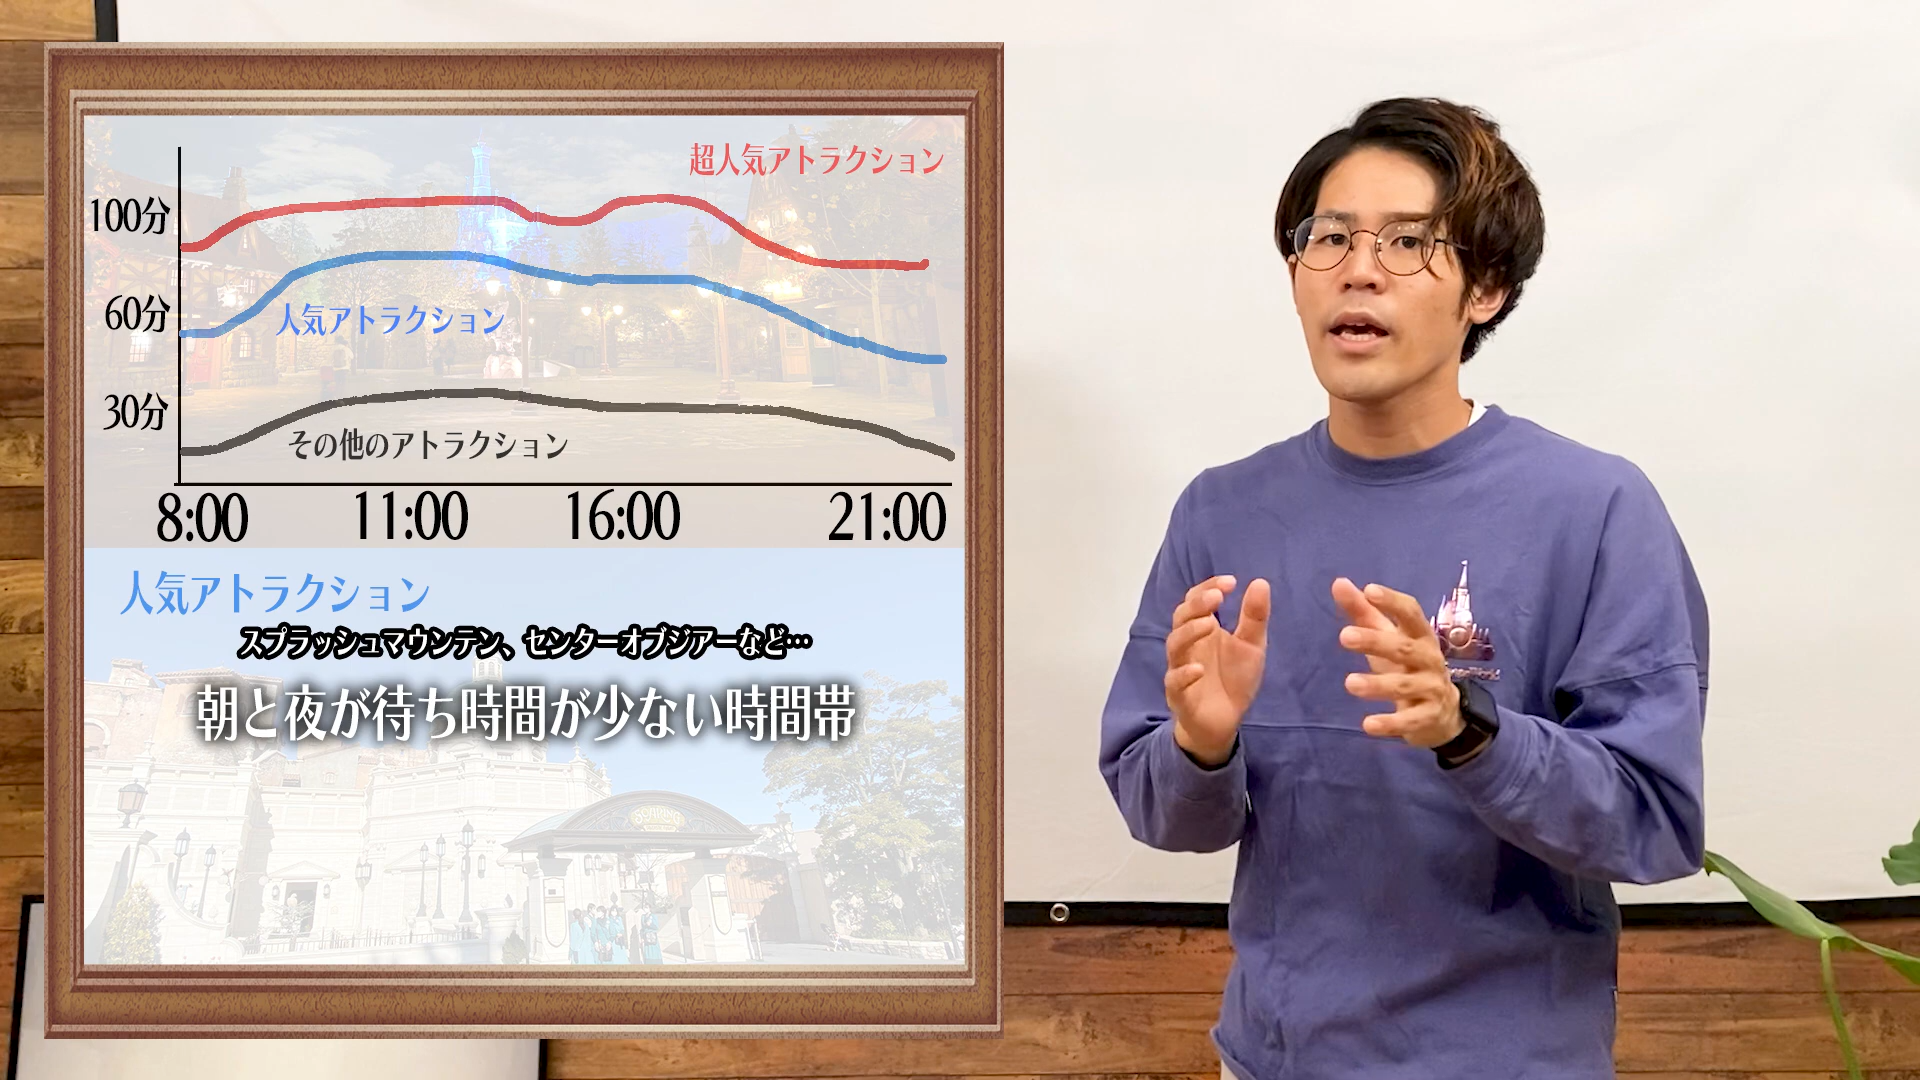 超人気アトラクション
100分
60分
人気アトラクション
30分
その他のアトラクション
8:00 11:00 16:00 21:00
人気アトラクション
スプラッシュマウンテン、センターオブジアーなど…
朝と夜が待ち時間が少ない時間帯
SOARING